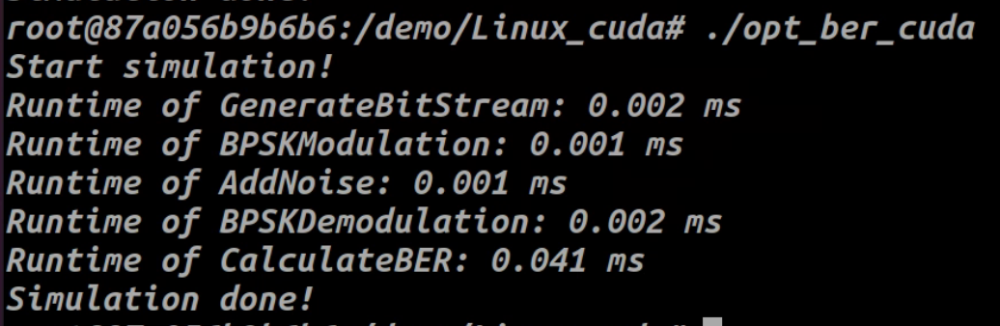 root@87a056b9b6b6:/demo/Linux_cuda# ./opt_ber_cuda
Start simulation!
Runtime of GenerateBitStream: 0.002 ms
Runtime of BPSKModulation: 0.001 ms
Runtime of AddNoise: 0.001 ms
Runtime of BPSKDemodulation: 0.002 ms
Runtime of CalculateBER: 0.041 ms
Simulation done!